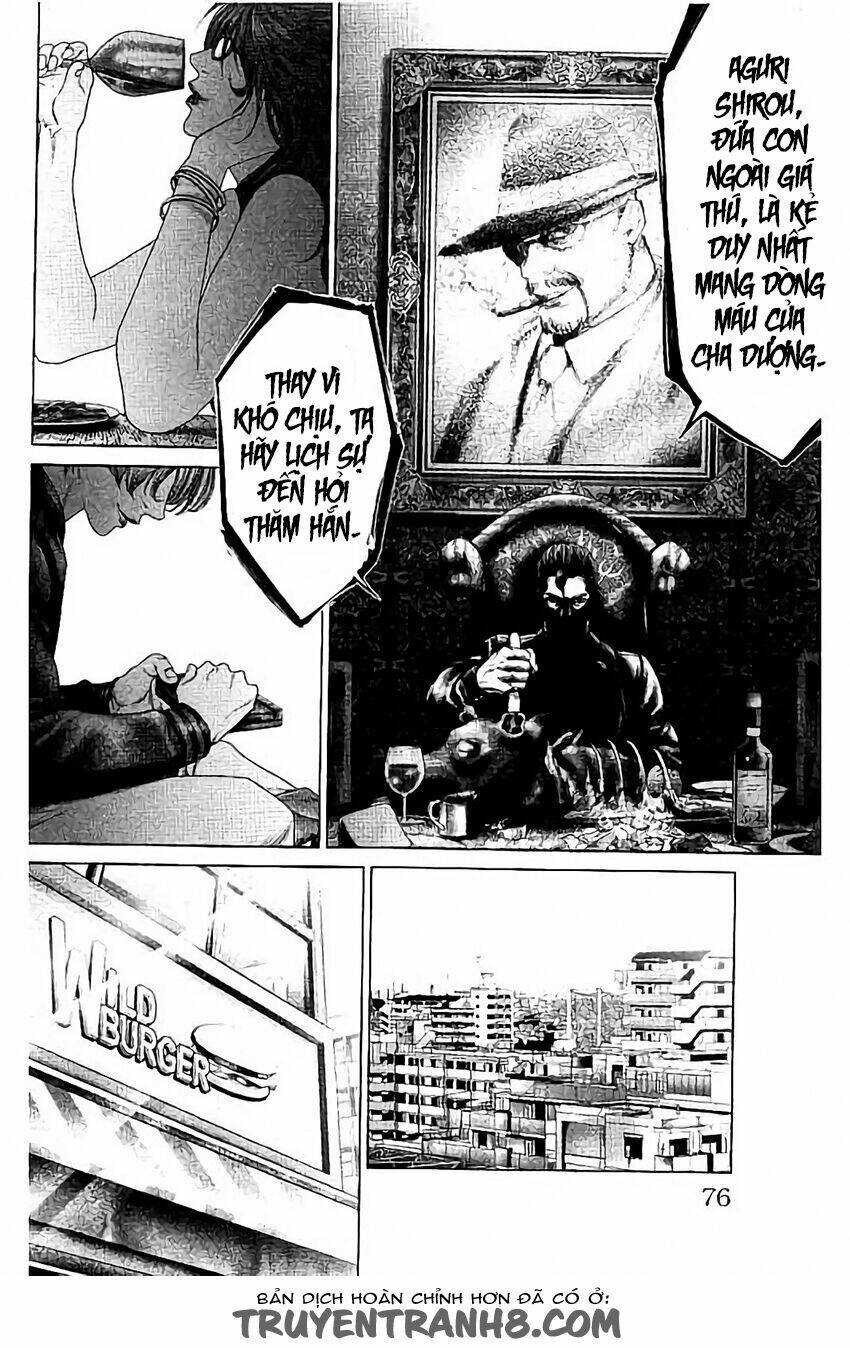 AGURI
SHIROU,
ĐỨA CON
NGOÀI GIÁ
THÚ, LÀ KẺ
DUY NHẤT
MANG DÒNG
MÁU CỦA
CHA DƯỢNG..
THAY VÌ
KHÓ CHỊU, TA
HÃY LỊCH SỰ
ĐẾN HỎI
THĂM HẮN..
WILD
BURGER
76
BẢN DỊCH HOÀN CHỈNH HƠN ĐÃ CÓ Ở:
TRUYENTRANH8.COM